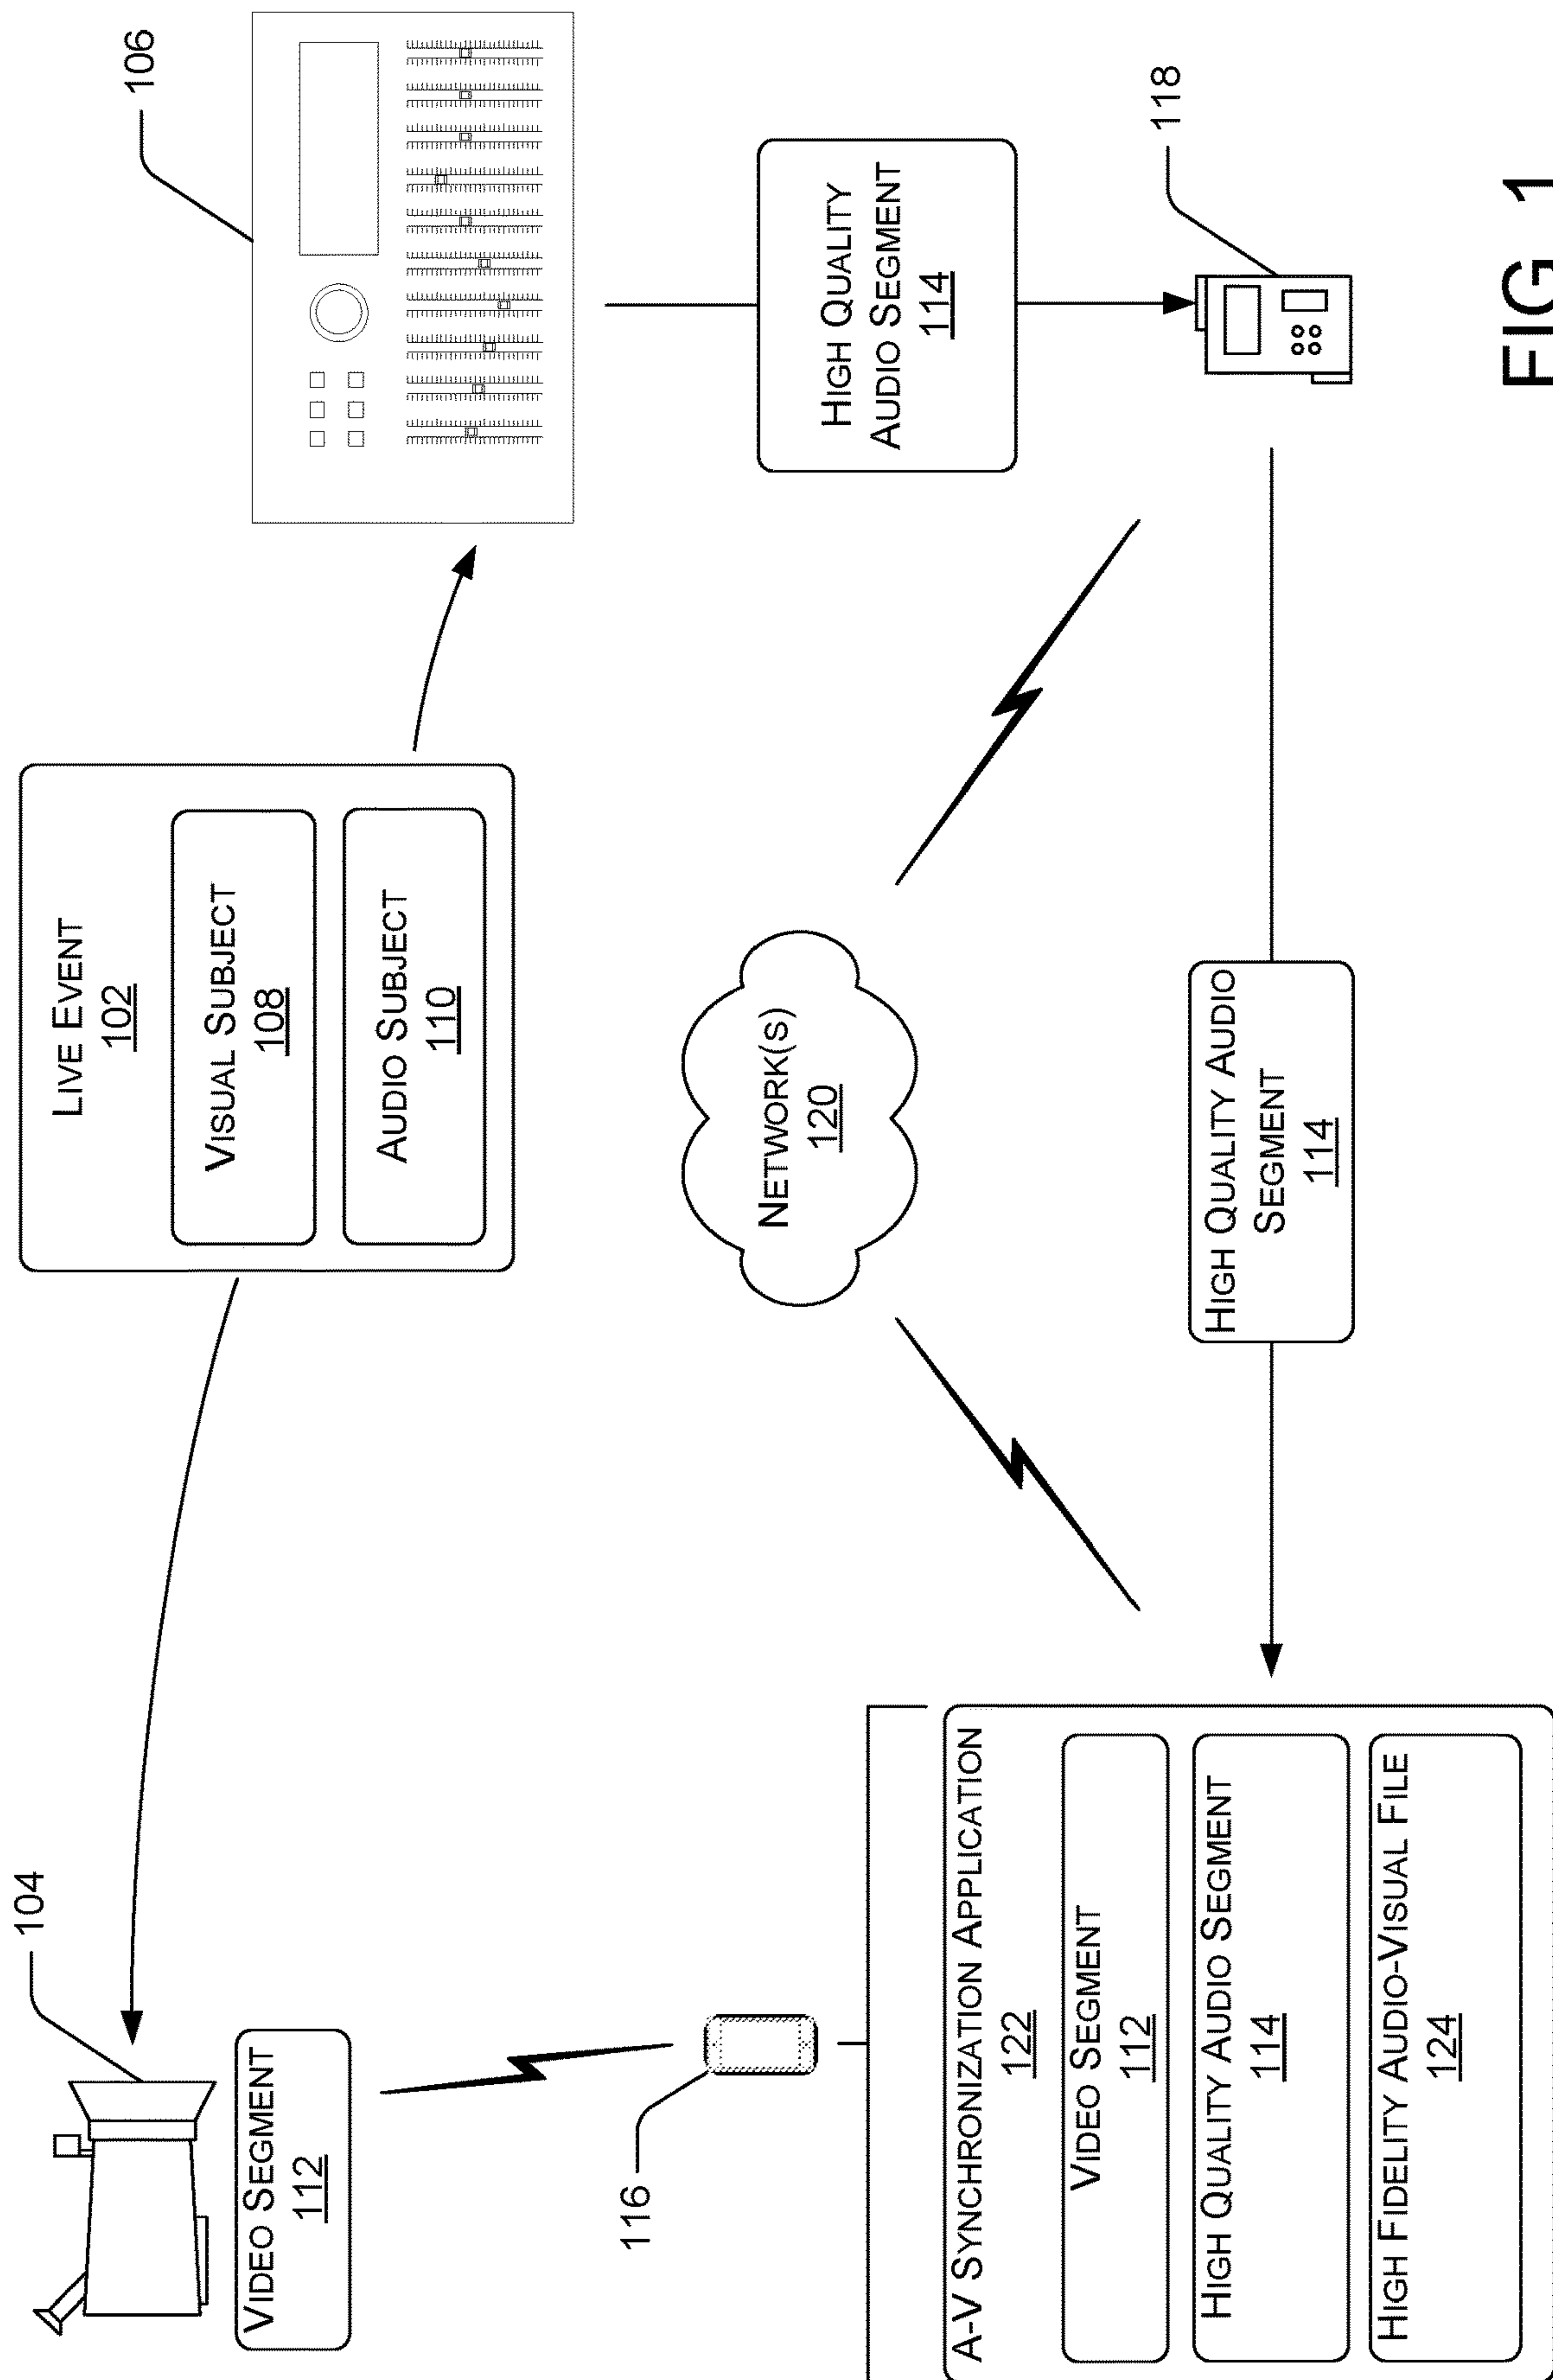 104
VIDEO SEGMENT
112
LIVE EVENT
102
VISUAL SUBJECT
108
AUDIO SUBJECT
110
106
116
NETWORK(S)
120
HIGH QUALITY
AUDIO SEGMENT
114
A-V SYNCHRONIZATION APPLICATION
122
VIDEO SEGMENT
112
HIGH QUALITY AUDIO SEGMENT
114
HIGH FIDELITY AUDIO-VISUAL FILE
124
HIGH QUALITY AUDIO
SEGMENT
114
118
FIG. 1